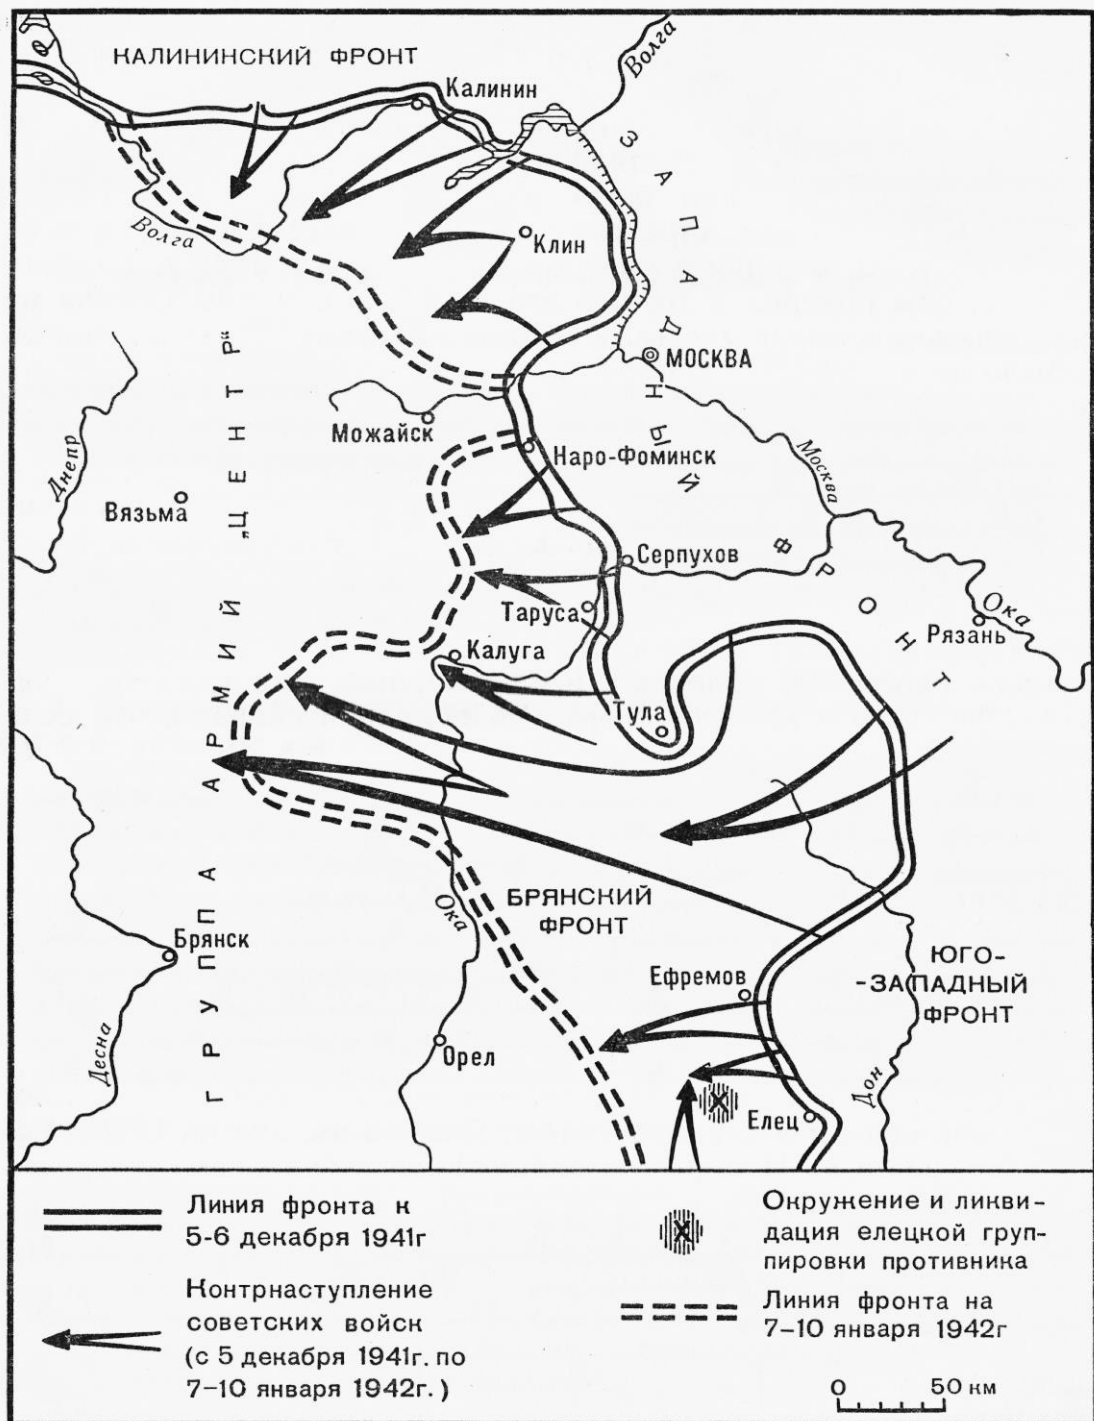 КАЛИНИНСКИЙ ФРОНТ
Волга
Калинин
ЗАПАДНЫЙ ФРОНТ
Волга
Клин
МОСКВА
ГРУППА АРМИЙ „ЦЕНТР"
Можайск
Днепр
Наро-Фоминск
Москва
Вязьма
Серпухов
Таруса
Ока
Рязань
Калуга
Тула
БРЯНСКИЙ
ФРОНТ
Ока
Брянск
ЮГО-
-ЗАПАДНЫЙ
ФРОНТ
Ефремов
Десна
Орел
Дон
Елец
Линия фронта к
5-6 декабря 1941г
Контрнаступление
советских войск
(с 5 декабря 1941г. по
7-10 января 1942г.)
Окружение и ликви-
дация елецкой груп-
пировки противника
Линия фронта на
7-10 января 1942г
0 50 км